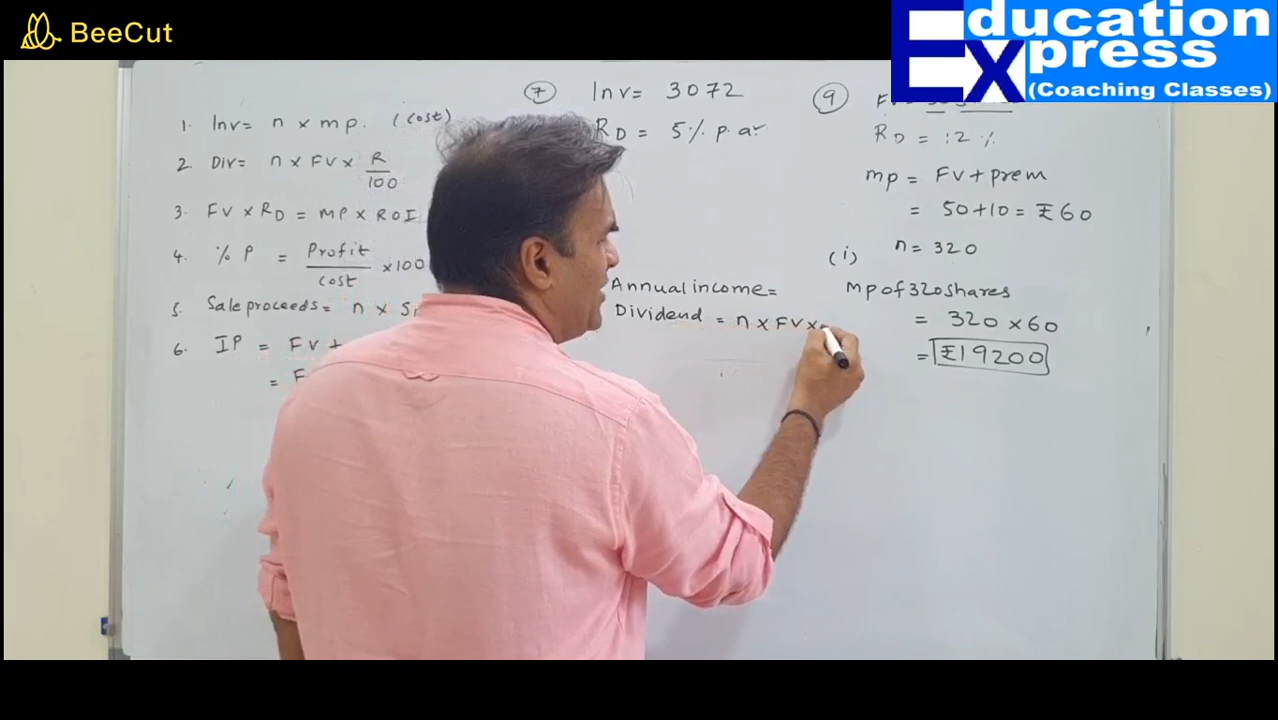 BeeCut
Education
Express
(Coaching Classes)
1. Inv = n × mp. (cost)
2. Div = n × FV × R/100
3. FV × RD = MP × ROI
4. % P = Profit/cost × 100
5. Sale proceeds = n ×
6. IP = FV +
=
7 Inv = 3072
RD = 5% p.a
Annual income =
Dividend = n × FV ×
9
RD = 12%
mp = FV + prem
= 50 + 10 = ₹60
(i) n = 320
Mp of 320 shares
= 320 × 60
= ₹19200